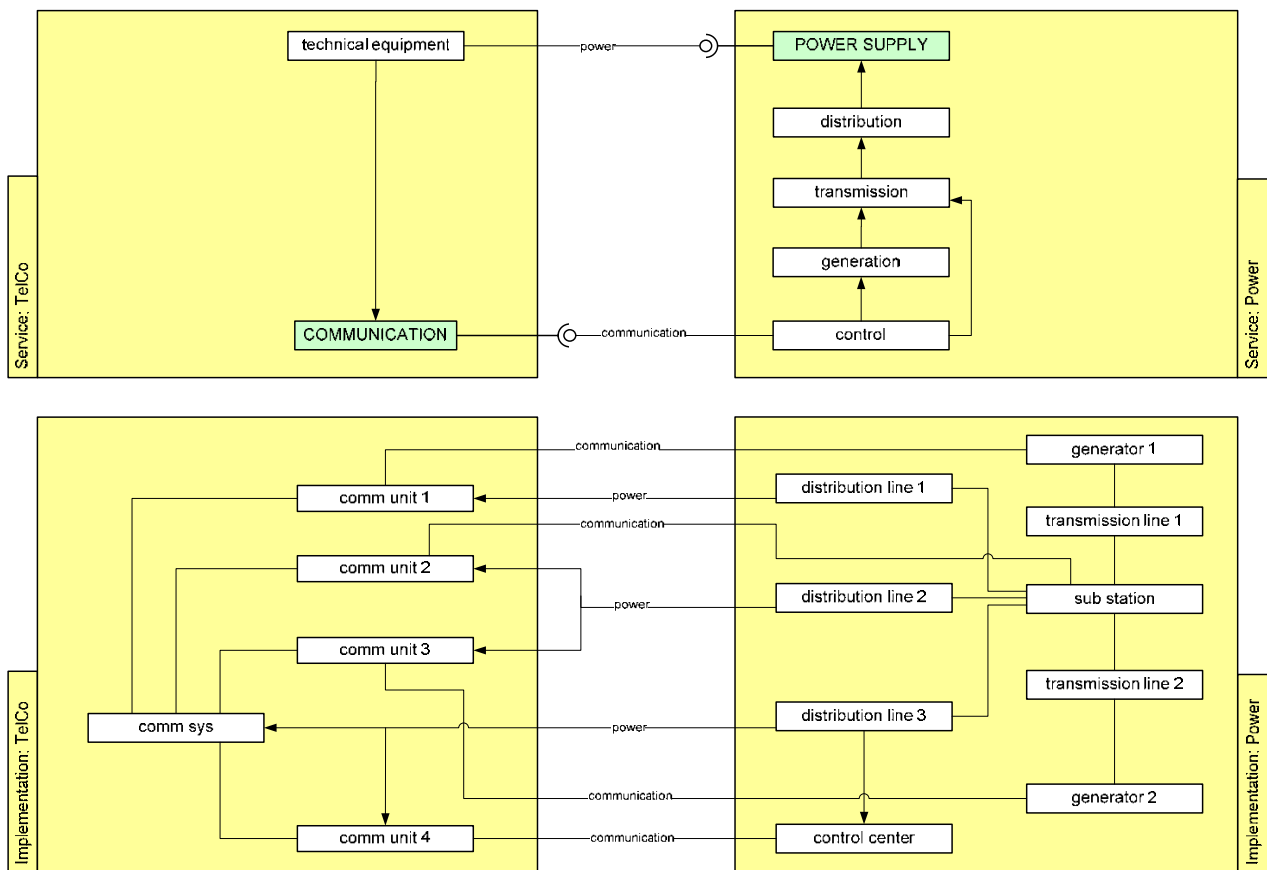 technical equipment
power
POWER SUPPLY
distribution
transmission
generation
COMMUNICATION
communication
control
Service: TelCo
Service: Power
communication
generator 1
comm unit 1
power
distribution line 1
communication
transmission line 1
comm unit 2
power
distribution line 2
sub station
comm unit 3
transmission line 2
comm sys
power
distribution line 3
communication
generator 2
comm unit 4
communication
control center
Implementation: TelCo
Implementation: Power